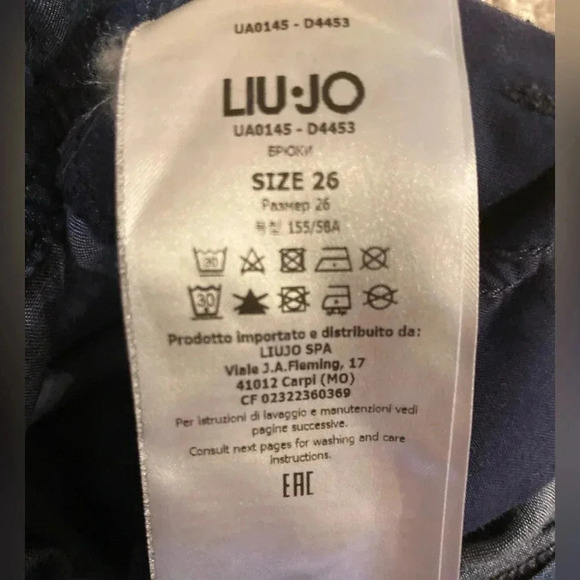 UA0145 - D4453
LIU·JO
UA0145 - D4453
БРЮКИ
SIZE 26
Размер 26
155/58A
30
Prodotto importato e distribuito da:
LIUJO SPA
Viale J.A.Fleming, 17
41012 Carpi (MO)
CF 02322360369
Per istruzioni di lavaggio e manutenzioni vedi
pagine successive.
Consult next pages for washing and care
instructions.
EAC